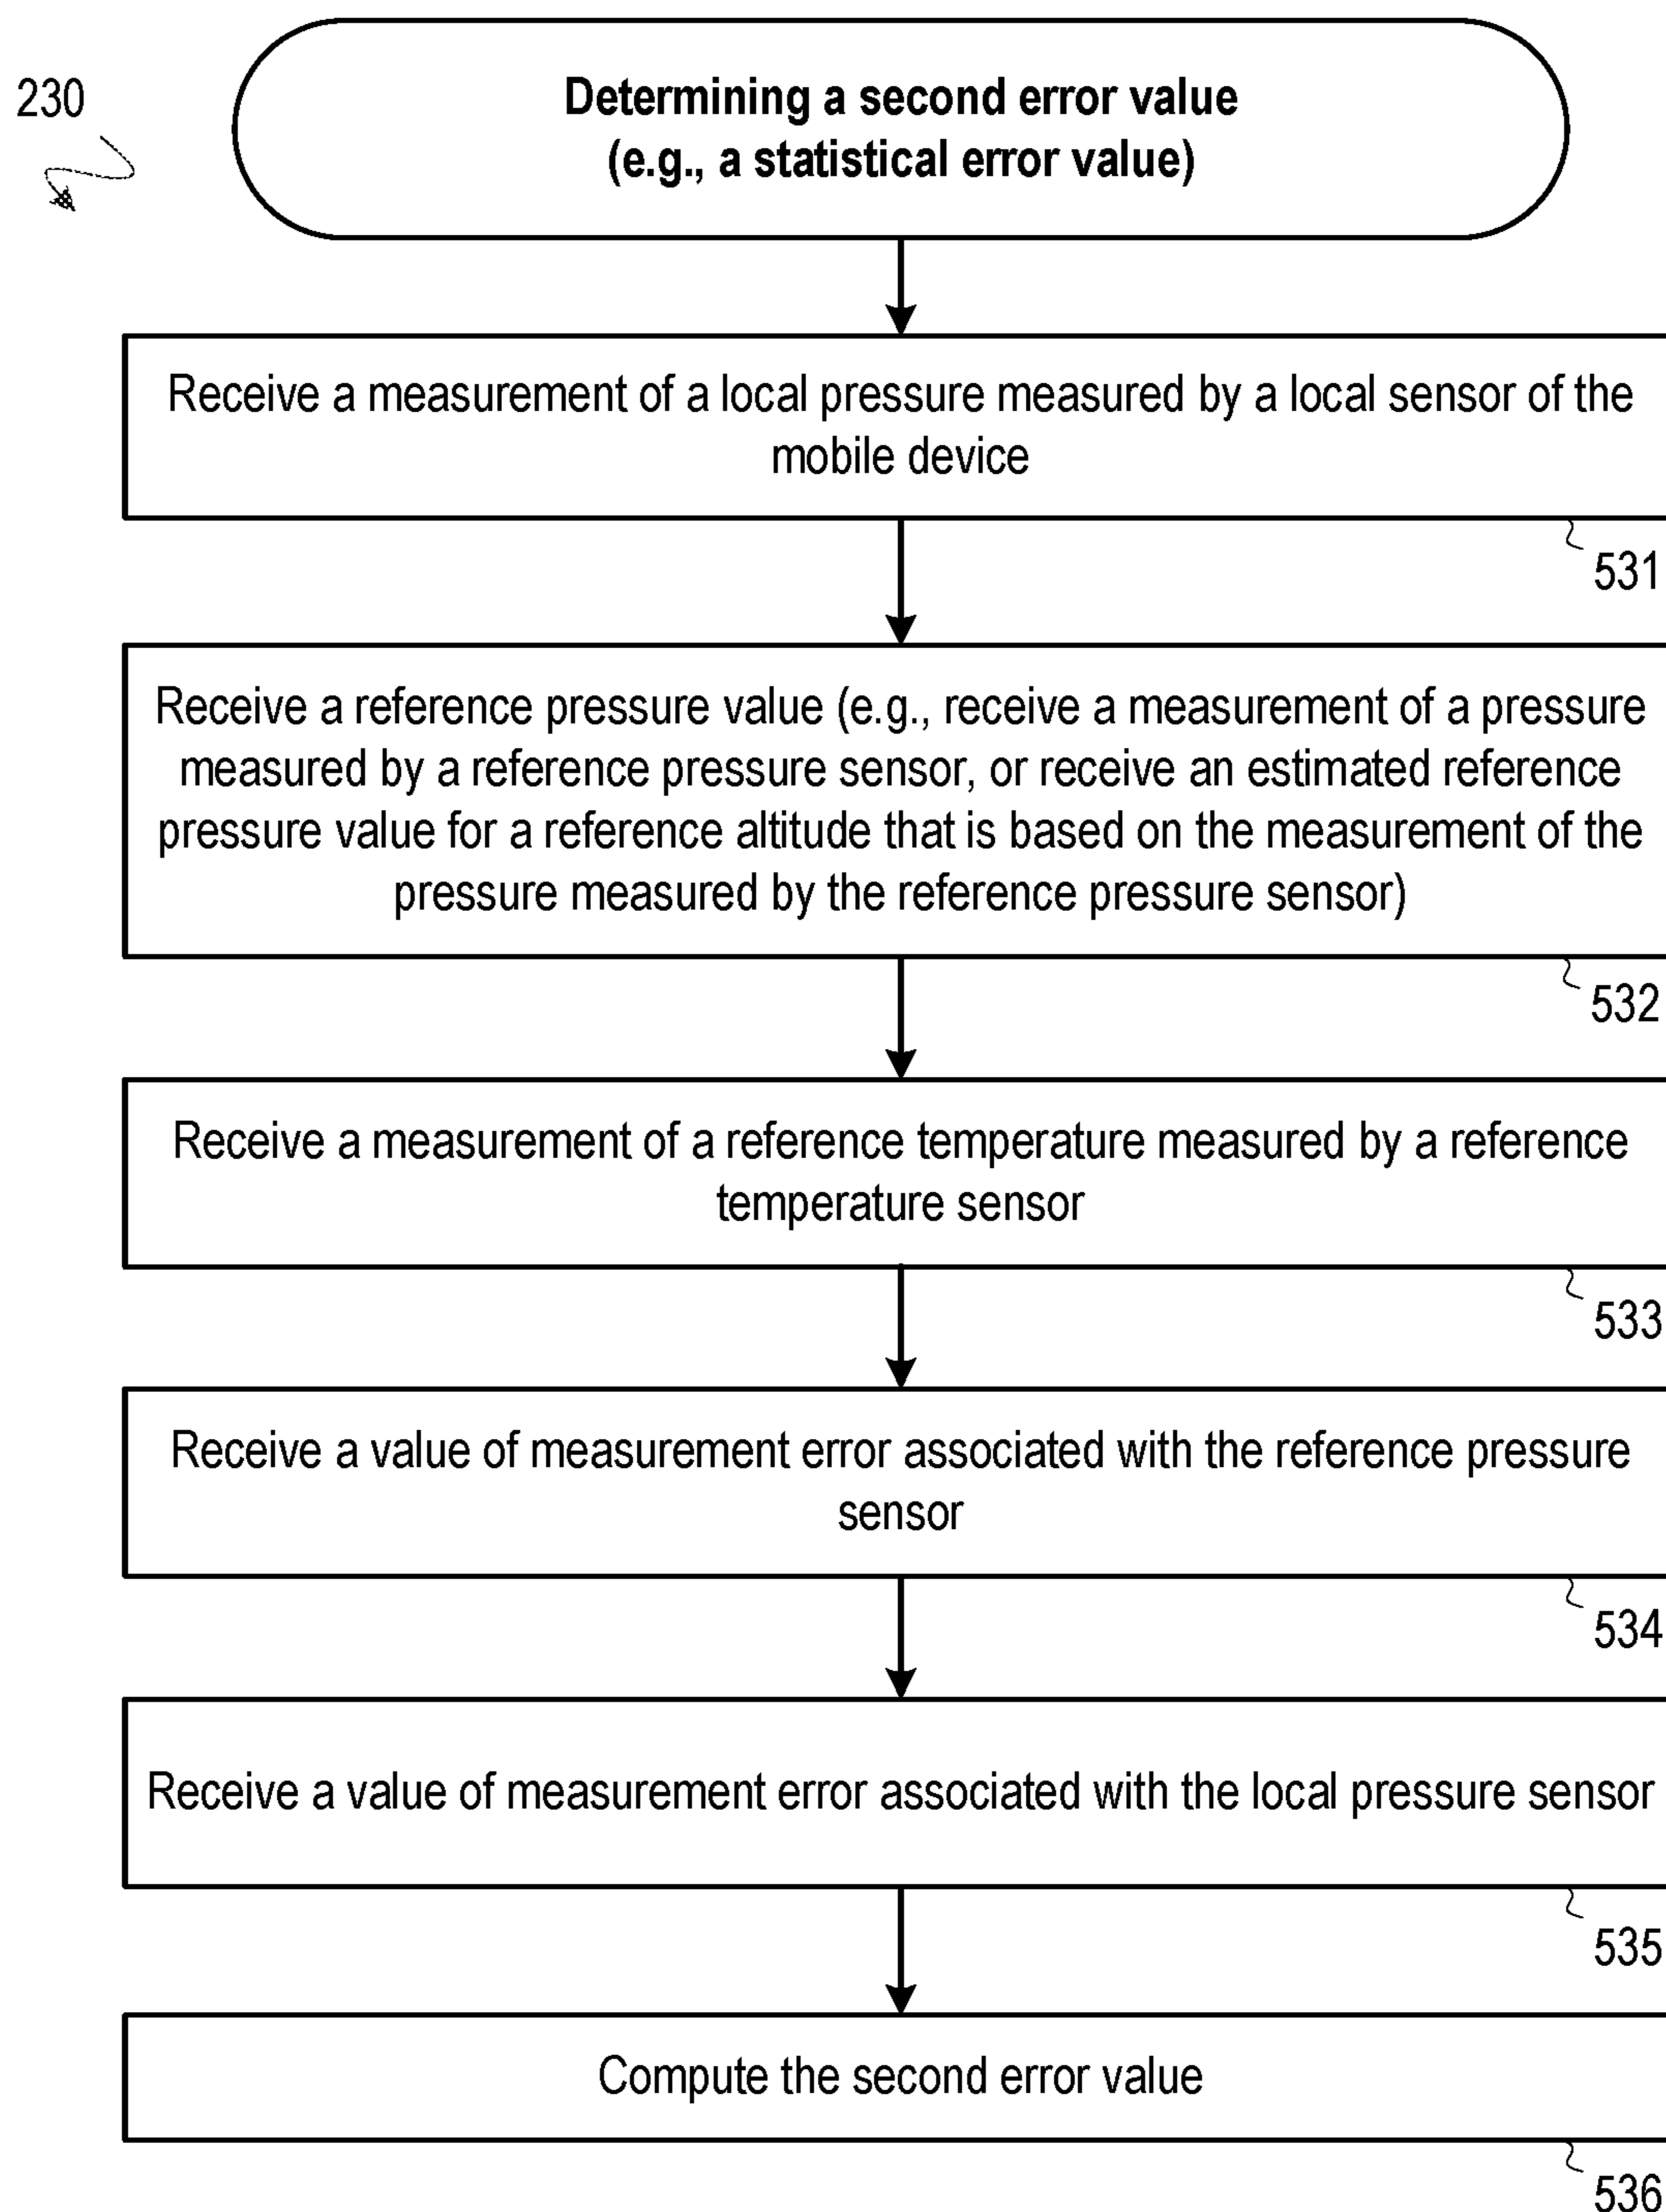 230
Determining a second error value
(e.g., a statistical error value)
Receive a measurement of a local pressure measured by a local sensor of the
mobile device
531
Receive a reference pressure value (e.g., receive a measurement of a pressure
measured by a reference pressure sensor, or receive an estimated reference
pressure value for a reference altitude that is based on the measurement of the
pressure measured by the reference pressure sensor)
532
Receive a measurement of a reference temperature measured by a reference
temperature sensor
533
Receive a value of measurement error associated with the reference pressure
sensor
534
Receive a value of measurement error associated with the local pressure sensor
535
Compute the second error value
536